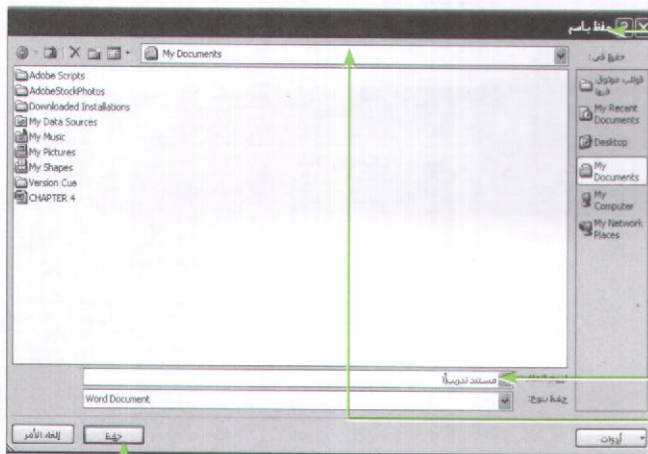 حفظ باسم
حفظ في:
My Documents
قوالب موثوق فيها
My Recent Documents
Desktop
My Documents
My Computer
My Network Places
Adobe Scripts
AdobeStockPhotos
Downloaded Installations
My Data Sources
My Music
My Pictures
My Shapes
Version Cue
CHAPTER 4
مستند تدريب1
حفظ بنوع:
Word Document
أدوات
حفظ
إلغاء الأمر